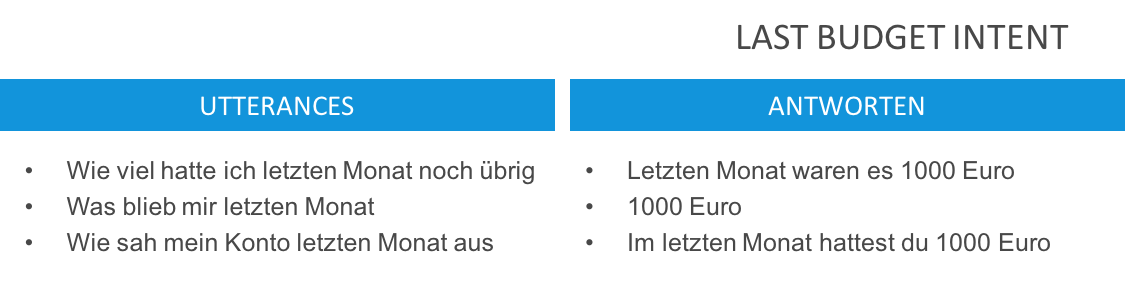 LAST BUDGET INTENT
UTTERANCES
• Wie viel hatte ich letzten Monat noch übrig
• Was blieb mir letzten Monat
• Wie sah mein Konto letzten Monat aus
ANTWORTEN
• Letzten Monat waren es 1000 Euro
• 1000 Euro
• Im letzten Monat hattest du 1000 Euro